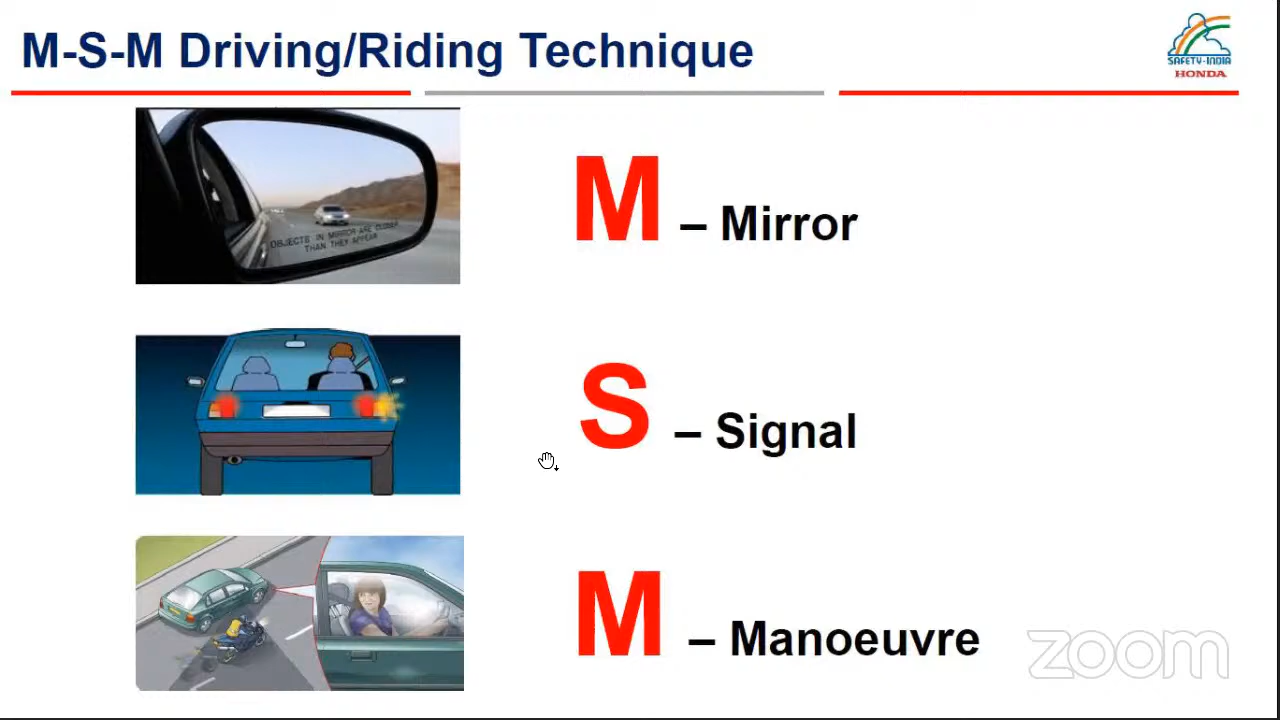 M-S-M Driving/Riding Technique
SAFETY-INDIA
HONDA
OBJECTS IN MIRROR ARE CLOSER
THAN THEY APPEAR
M – Mirror
S – Signal
M – Manoeuvre
zoom